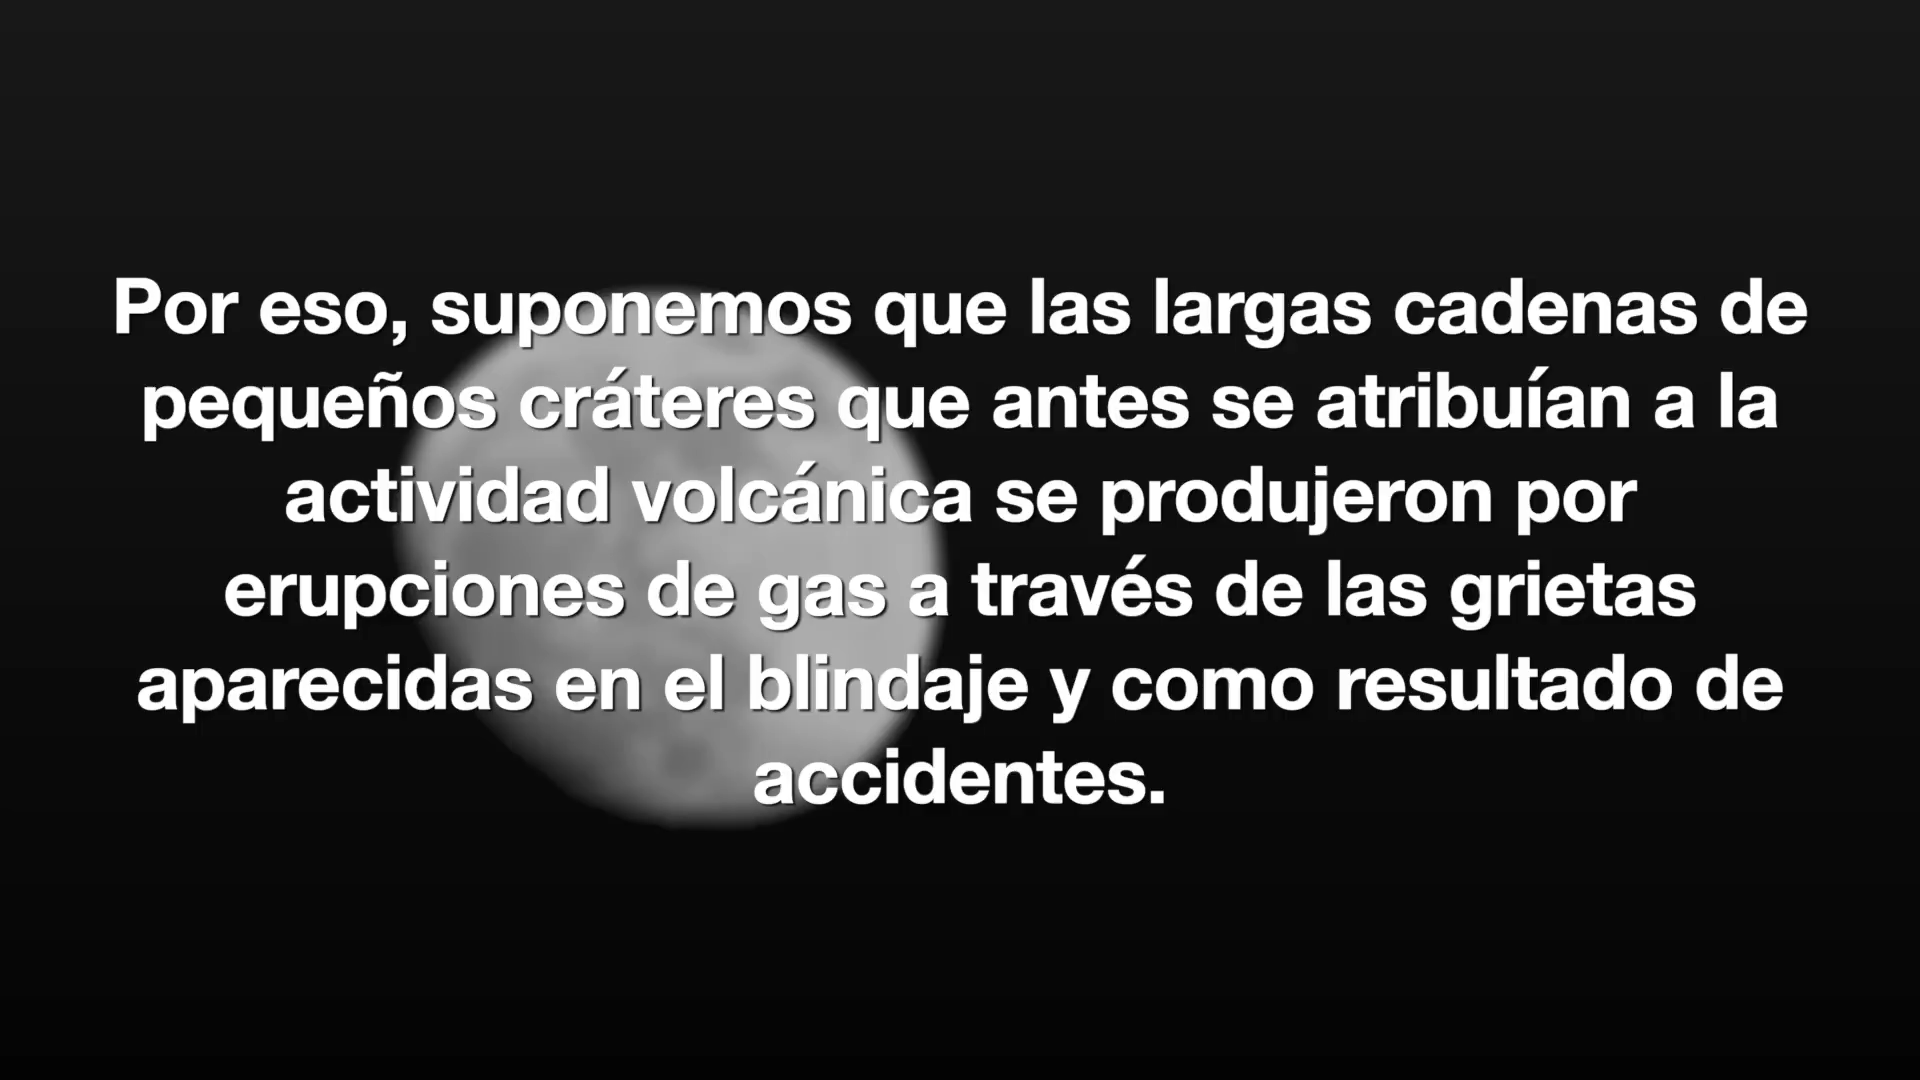 Por eso, suponemos que las largas cadenas de
pequeños cráteres que antes se atribuían a la
actividad volcánica se produjeron por
erupciones de gas a través de las grietas
aparecidas en el blindaje y como resultado de
accidentes.